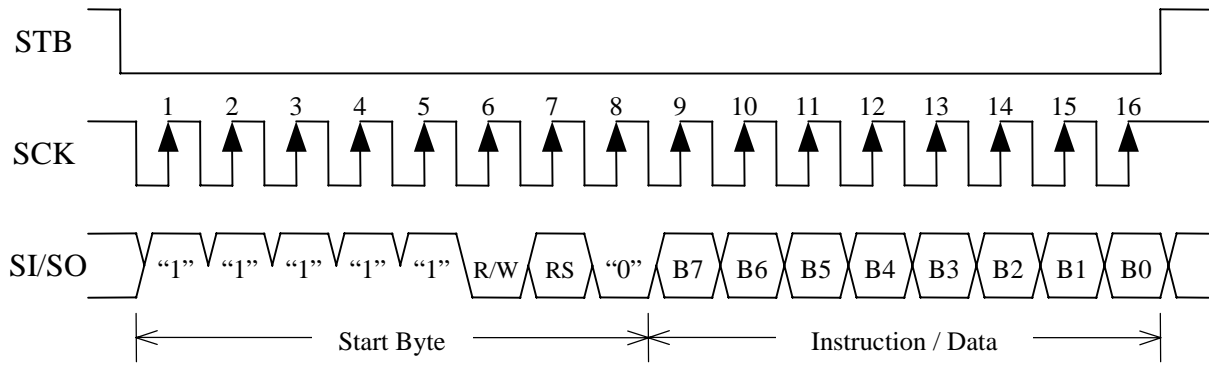 STB
1 2 3 4 5 6 7 8 9 10 11 12 13 14 15 16
SCK
SI/SO “1” “1” “1” “1” “1” R/W RS “0” B7 B6 B5 B4 B3 B2 B1 B0
Start Byte Instruction / Data